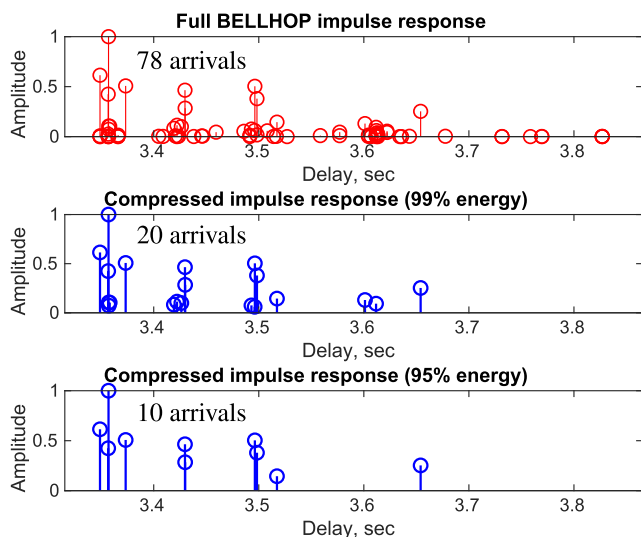 Full BELLHOP impulse response
78 arrivals
Amplitude
1
0.5
0
3.4 3.5 3.6 3.7 3.8
Delay, sec
Compressed impulse response (99% energy)
20 arrivals
Amplitude
1
0.5
0
3.4 3.5 3.6 3.7 3.8
Delay, sec
Compressed impulse response (95% energy)
10 arrivals
Amplitude
1
0.5
0
3.4 3.5 3.6 3.7 3.8
Delay, sec